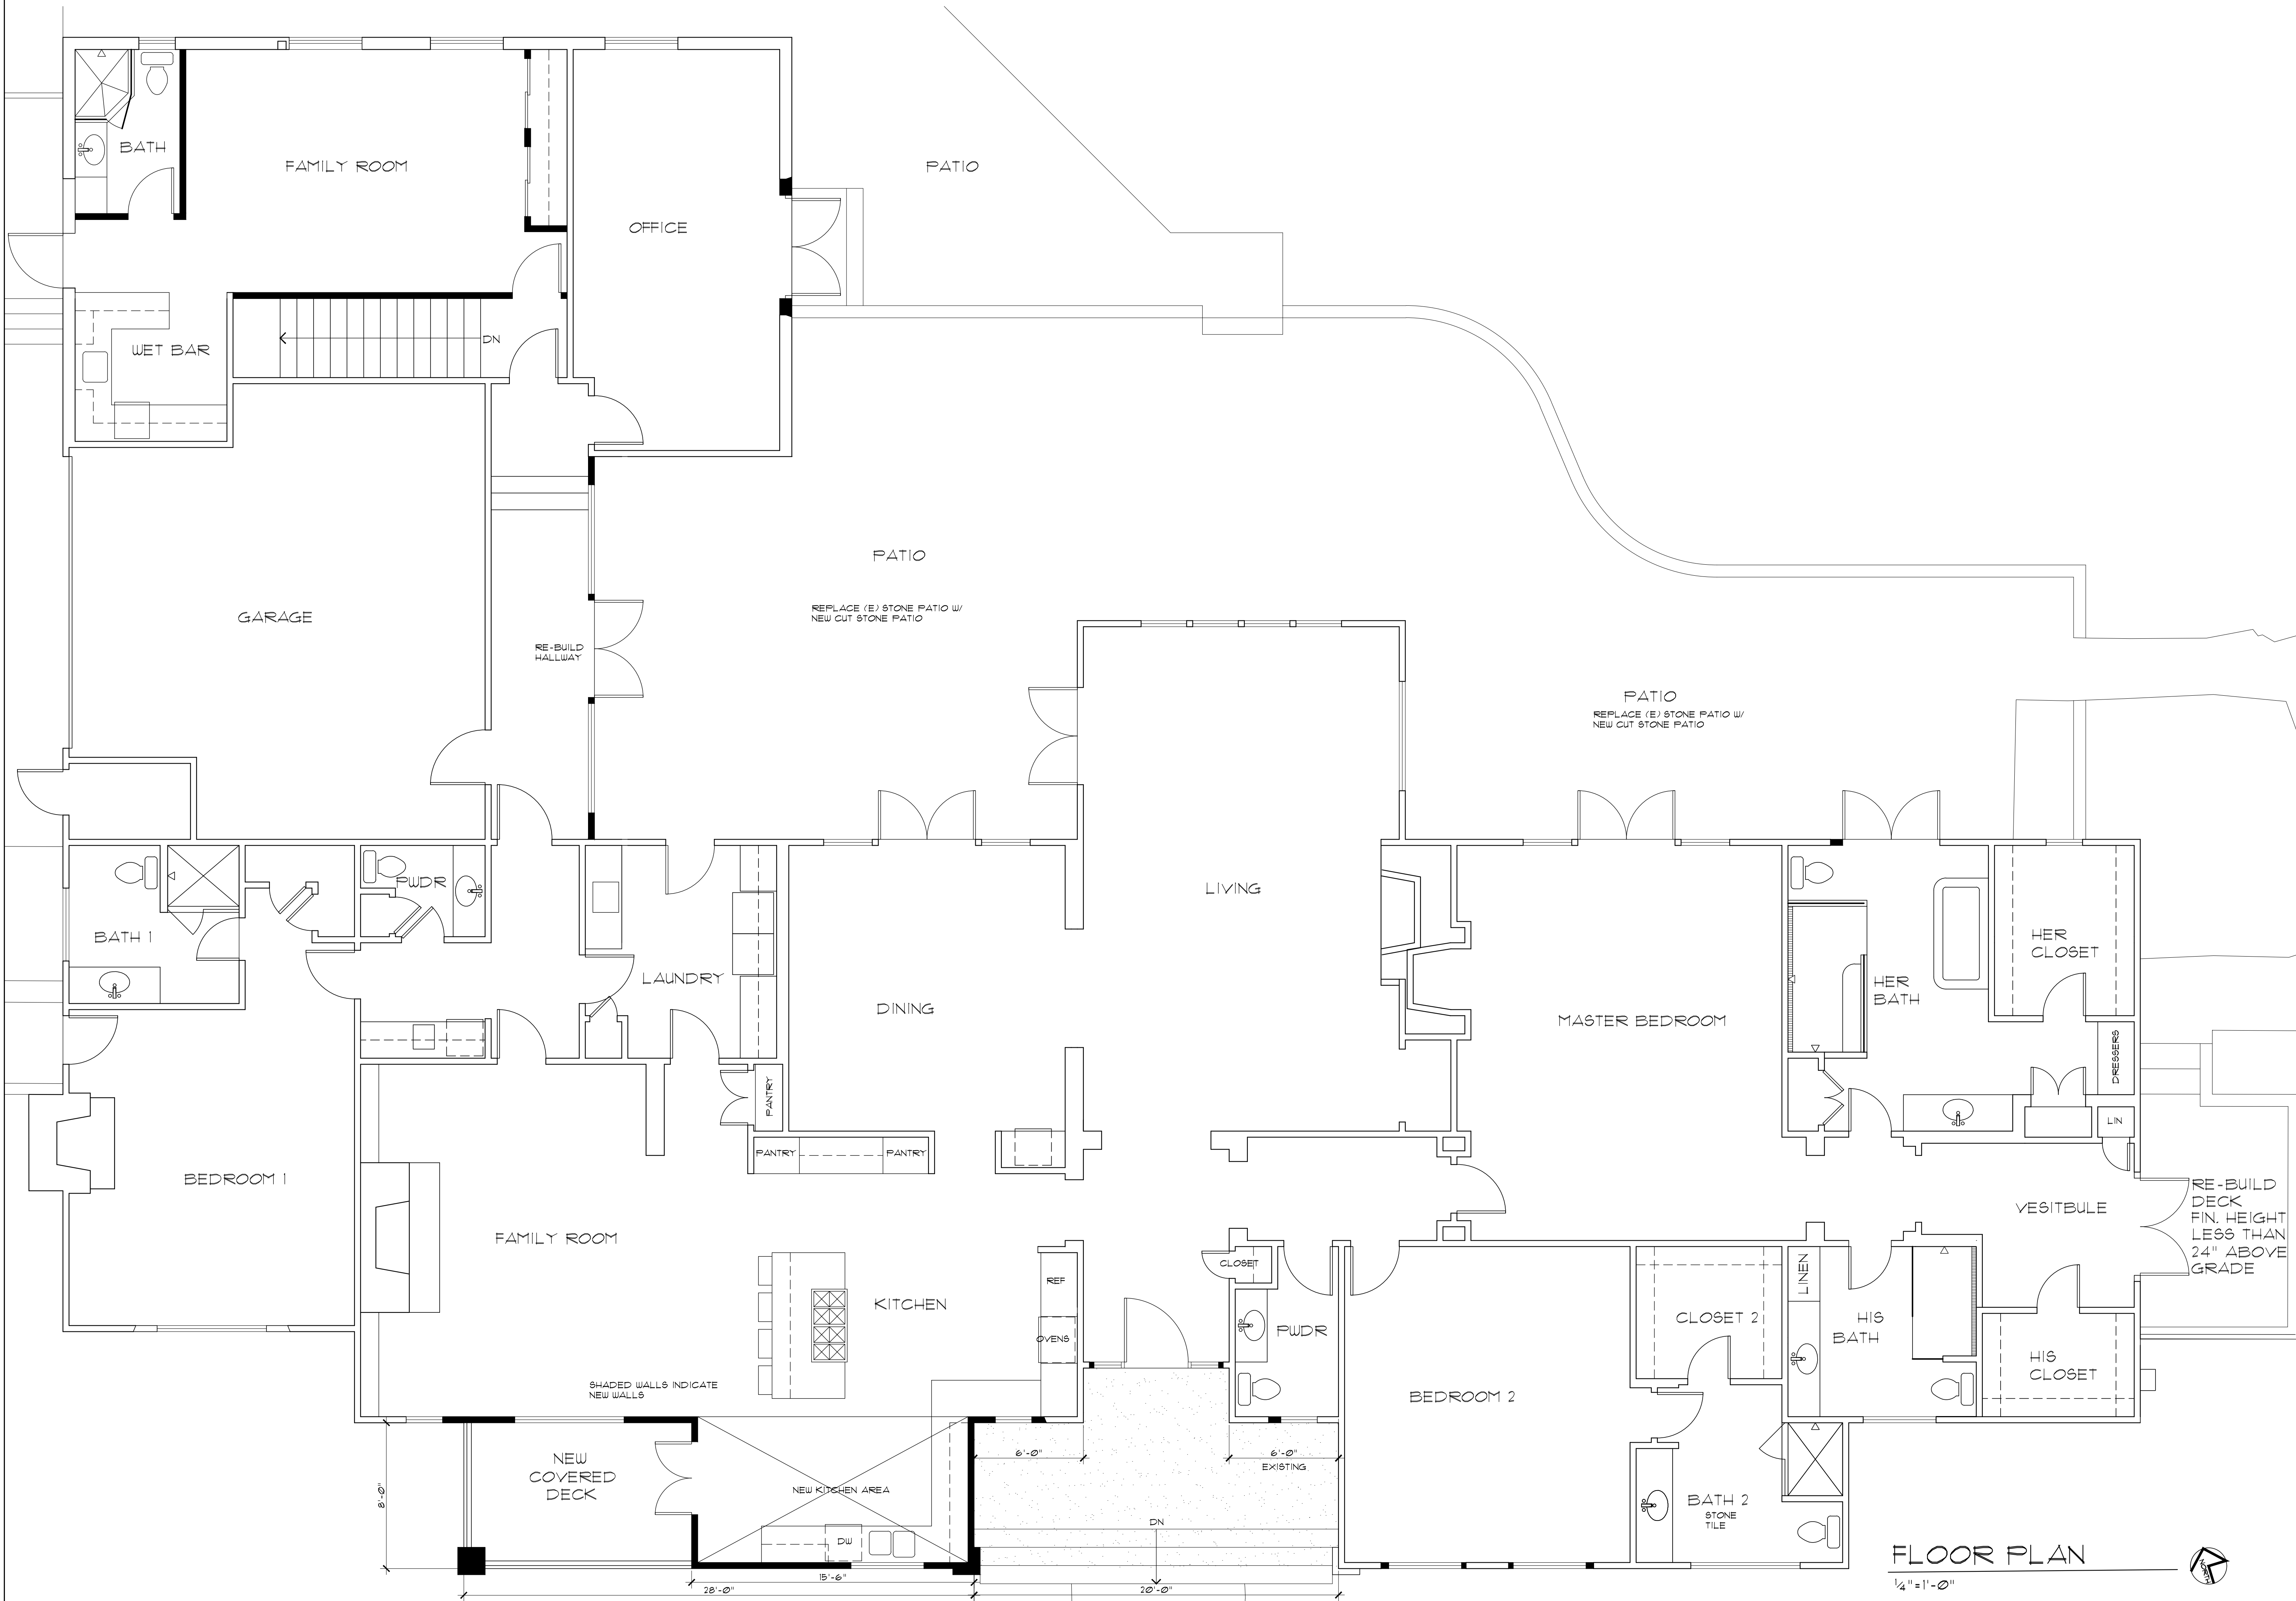 BATH
FAMILY ROOM
OFFICE
PATIO
WET BAR
DN
GARAGE
RE-BUILD
HALLWAY
PATIO
REPLACE (E) STONE PATIO W/
NEW CUT STONE PATIO
PATIO
REPLACE (E) STONE PATIO W/
NEW CUT STONE PATIO
BATH 1
PWDR
LAUNDRY
DINING
LIVING
MASTER BEDROOM
HER
BATH
HER
CLOSET
DRESSERS
LIN
PANTRY
PANTRY
PANTRY
BEDROOM 1
FAMILY ROOM
KITCHEN
REF
OVENS
CLOSET
PWDR
BEDROOM 2
CLOSET 2
LINEN
HIS
BATH
HIS
CLOSET
VESITBULE
RE-BUILD
DECK
FIN. HEIGHT
LESS THAN
24" ABOVE
GRADE
SHADED WALLS INDICATE
NEW WALLS
NEW
COVERED
DECK
NEW KITCHEN AREA
DW
6'-0"
6'-0"
EXISTING
DN
8'-0"
15'-6"
28'-0"
20'-0"
BATH 2
STONE
TILE
FLOOR PLAN
1/4"=1'-0"
NORTH